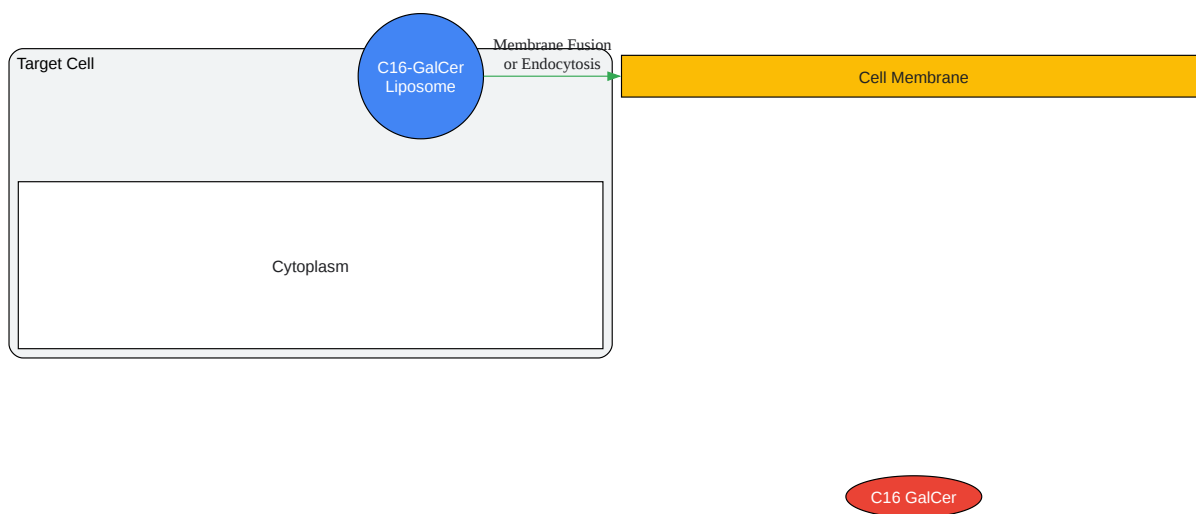 Target Cell
C16-GalCer
Liposome
Membrane Fusion
or Endocytosis
Cell Membrane
Cytoplasm
C16 GalCer